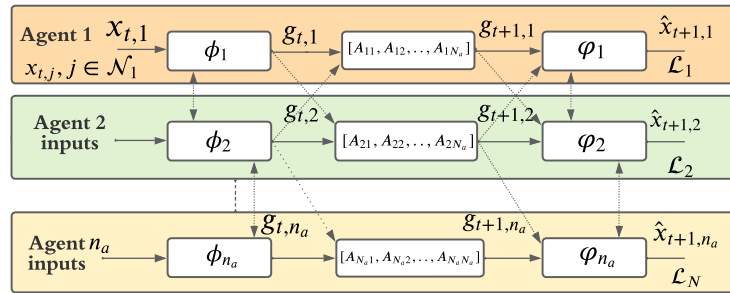 Agent 1 x_{t,1} ϕ_1 g_{t,1} [A_{11}, A_{12}, . . , A_{1N_a}] g_{t+1,1} φ_1 x̂_{t+1,1}
x_{t,j}, j ∈ 𝒩_1 ℒ_1
Agent 2 inputs ϕ_2 g_{t,2} [A_{21}, A_{22}, . . , A_{2N_a}] g_{t+1,2} φ_2 x̂_{t+1,2}
ℒ_2
Agent n_a inputs ϕ_{n_a} g_{t,n_a} [A_{N_a1}, A_{N_a2}, . . , A_{N_aN_a}] g_{t+1,n_a} φ_{n_a} x̂_{t+1,n_a}
ℒ_N